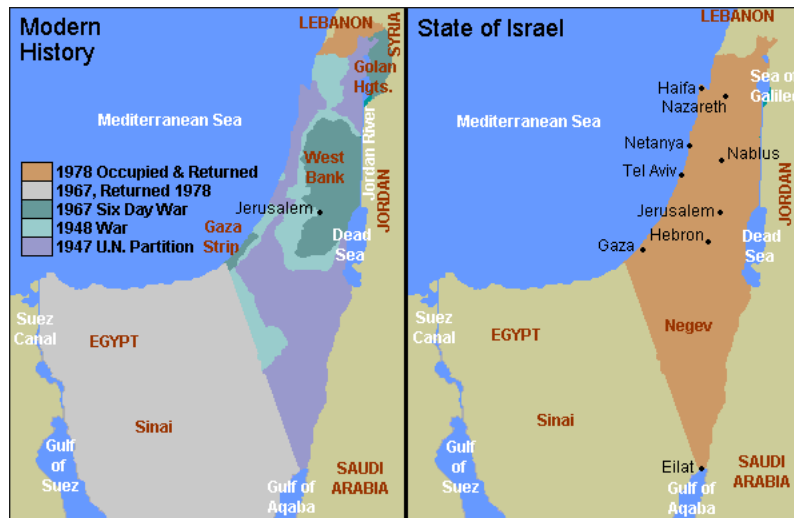 Modern
History
LEBANON
SYRIA
Golan
Hgts.
Mediterranean Sea
Jordan River
1978 Occupied & Returned
1967, Returned 1978
1967 Six Day War
1948 War
1947 U.N. Partition
West
Bank
Jerusalem
Gaza
Strip
JORDAN
Dead
Sea
Suez
Canal
EGYPT
Sinai
Gulf
of
Suez
SAUDI
ARABIA
Gulf of
Aqaba
State of Israel
LEBANON
Sea of
Galilee
Haifa
Nazareth
Mediterranean Sea
Netanya
Nablus
Tel Aviv
JORDAN
Jerusalem
Hebron
Gaza
Dead
Sea
Suez
Canal
EGYPT
Negev
Sinai
Gulf
of
Suez
Eilat
SAUDI
ARABIA
Gulf of
Aqaba